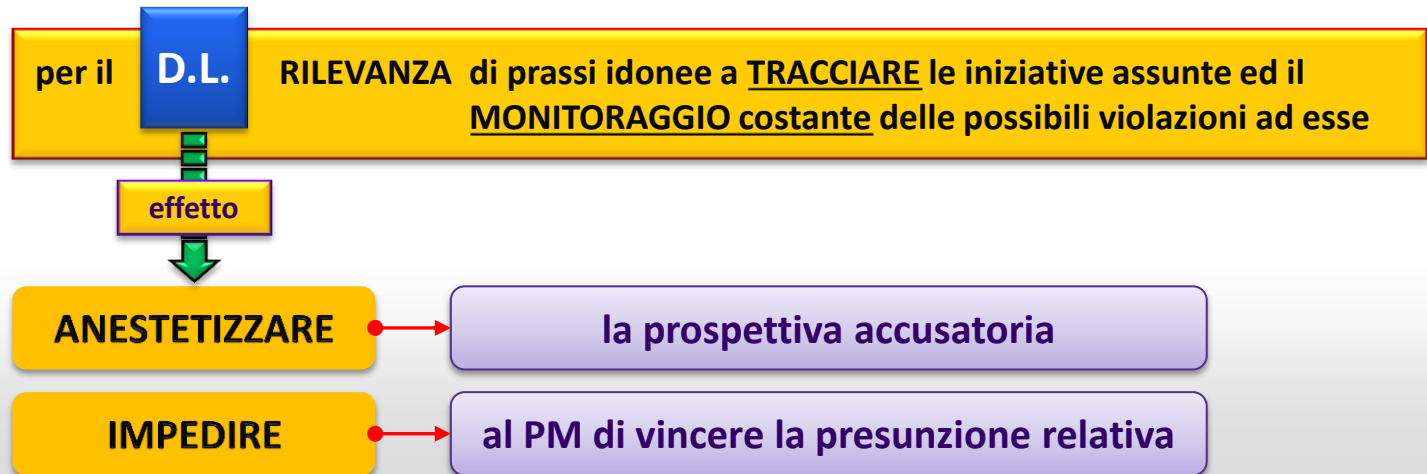 per il D.L. RILEVANZA di prassi idonee a TRACCIARE le iniziative assunte ed il
MONITORAGGIO costante delle possibili violazioni ad esse
effetto
ANESTETIZZARE la prospettiva accusatoria
IMPEDIRE al PM di vincere la presunzione relativa